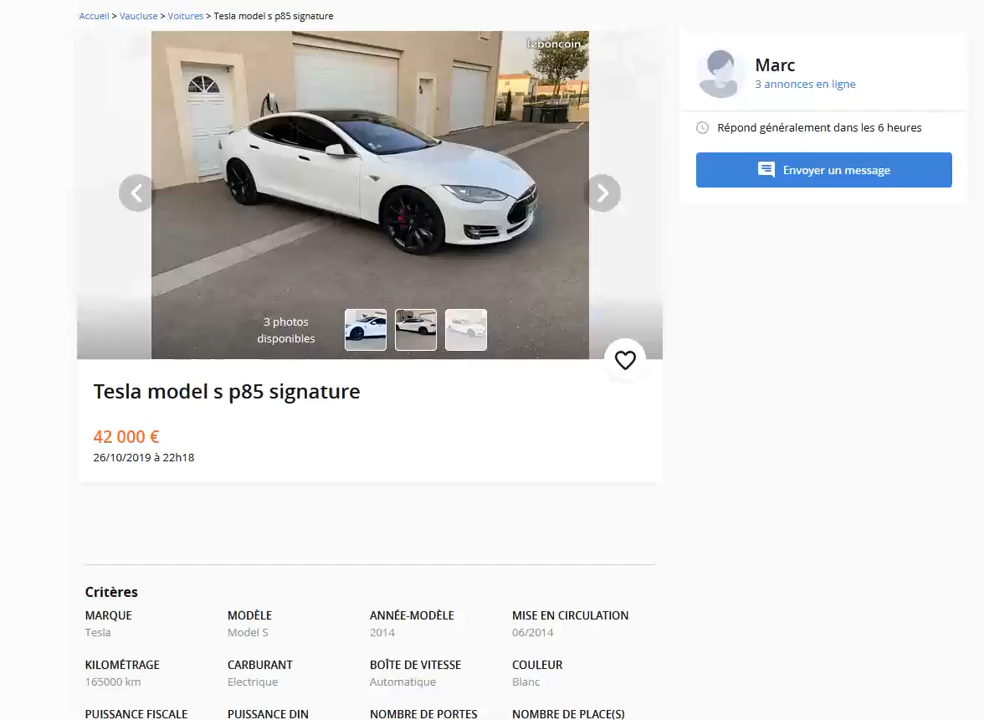 Accueil > Vaucluse > Voitures > Tesla model s p85 signature
leboncoin
Marc
3 annonces en ligne
Répond généralement dans les 6 heures
Envoyer un message
3 photos
disponibles
Tesla model s p85 signature
42 000 €
26/10/2019 à 22h18
Critères
MARQUE MODÈLE ANNÉE-MODÈLE MISE EN CIRCULATION
Tesla Model S 2014 06/2014
KILOMÉTRAGE CARBURANT BOÎTE DE VITESSE COULEUR
165000 km Electrique Automatique Blanc
PUISSANCE FISCALE PUISSANCE DIN NOMBRE DE PORTES NOMBRE DE PLACE(S)